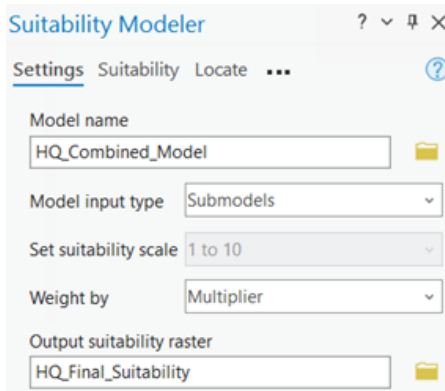 Suitability Modeler ?
Settings Suitability Locate ... ?
Model name
HQ_Combined_Model
Model input type Submodels
Set suitability scale 1 to 10
Weight by Multiplier
Output suitability raster
HQ_Final_Suitability